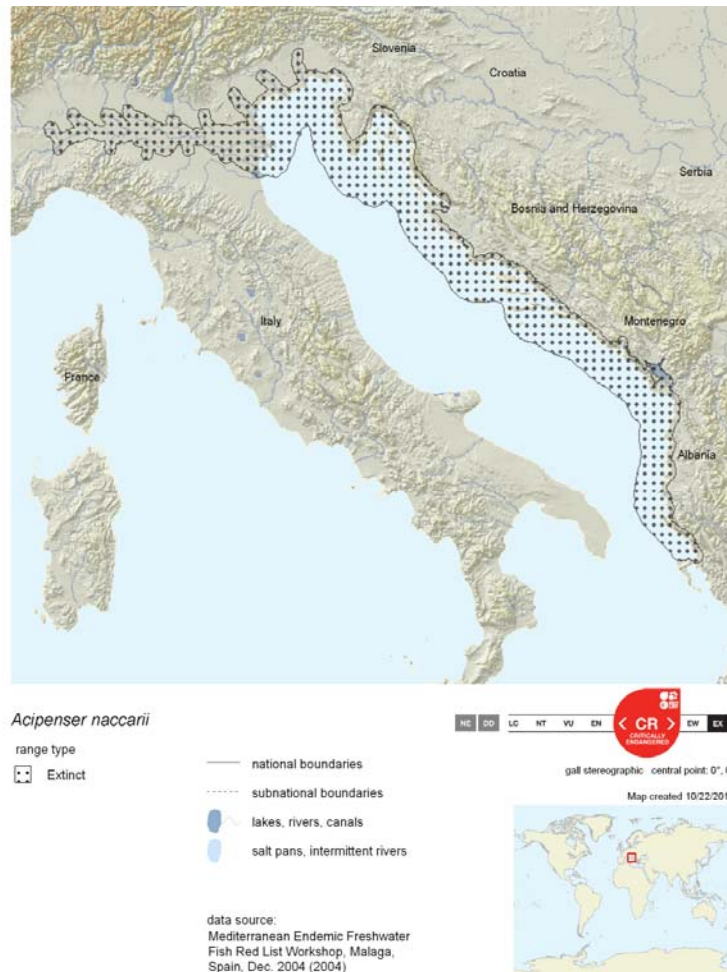 Slovenia
Croatia
Serbia
Bosnia and Herzegovina
Italy
Montenegro
France
Albania
Acipenser naccarii
range type
Extinct
national boundaries
subnational boundaries
lakes, rivers, canals
salt pans, intermittent rivers
data source:
Mediterranean Endemic Freshwater
Fish Red List Workshop, Malaga,
Spain, Dec. 2004 (2004)
NE DD LC NT VU EN < CR > EW EX
CRITICALLY
ENDANGERED
gall stereographic central point: 0°,
Map created 10/22/201